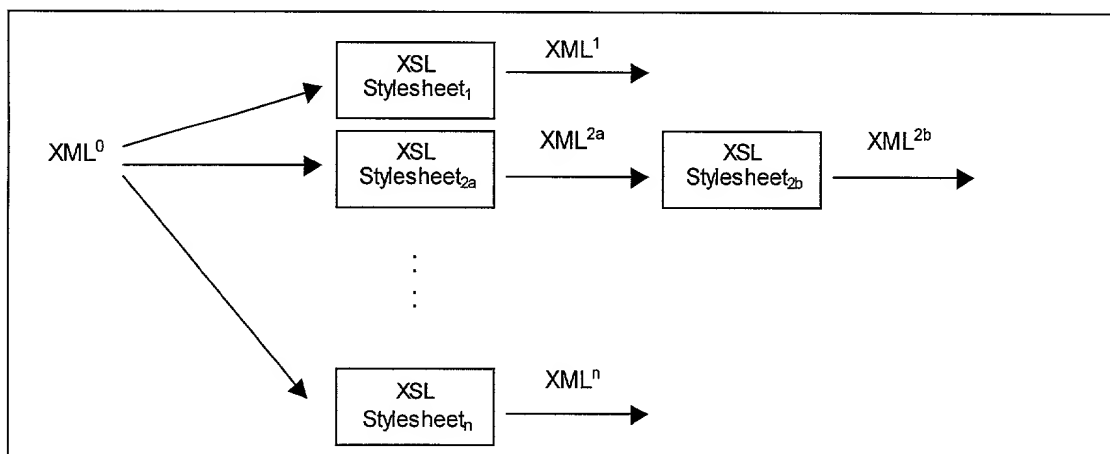 XML¹
XSL
Stylesheet₁
XML⁰
XSL
Stylesheet₂ₐ
XML²ᵃ
XSL
Stylesheet₂b
XML²ᵇ
XSL
Stylesheetₙ
XMLⁿ